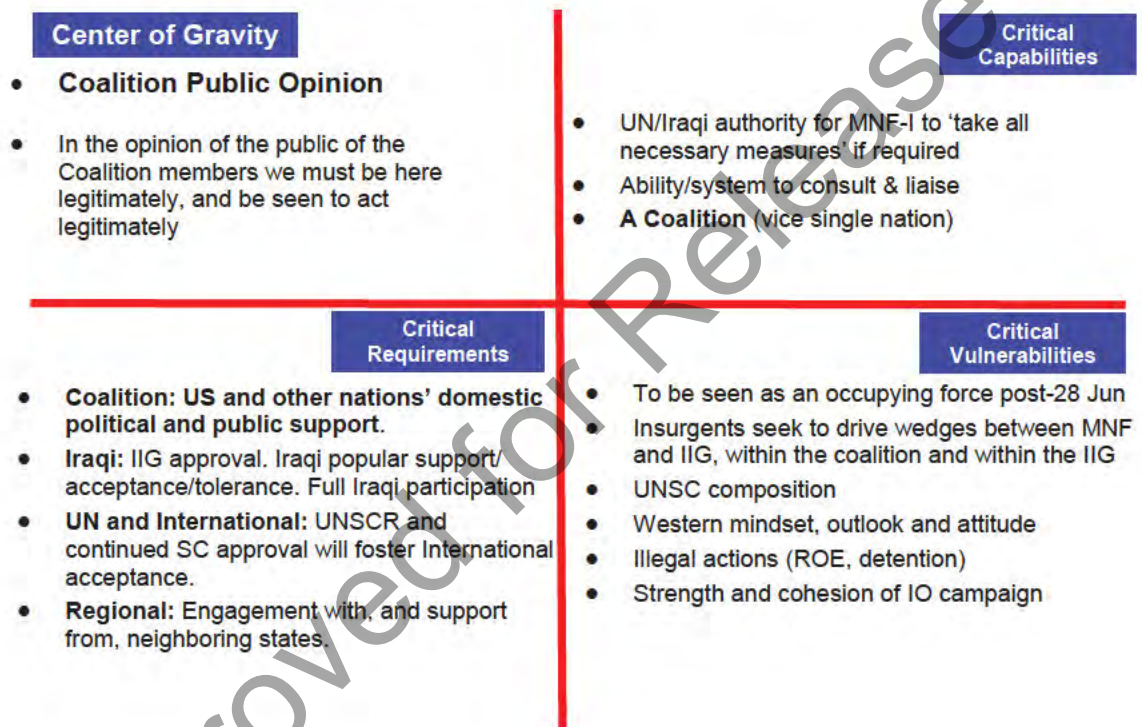 Center of Gravity
• Coalition Public Opinion
• In the opinion of the public of the
Coalition members we must be here
legitimately, and be seen to act
legitimately
Critical
Capabilities
• UN/Iraqi authority for MNF-I to ‘take all
necessary measures’ if required
• Ability/system to consult & liaise
• A Coalition (vice single nation)
Critical
Requirements
• Coalition: US and other nations’ domestic
political and public support.
• Iraqi: IIG approval. Iraqi popular support/
acceptance/tolerance. Full Iraqi participation
• UN and International: UNSCR and
continued SC approval will foster International
acceptance.
• Regional: Engagement with, and support
from, neighboring states.
Critical
Vulnerabilities
• To be seen as an occupying force post-28 Jun
• Insurgents seek to drive wedges between MNF
and IIG, within the coalition and within the IIG
• UNSC composition
• Western mindset, outlook and attitude
• Illegal actions (ROE, detention)
• Strength and cohesion of IO campaign
roved for Release